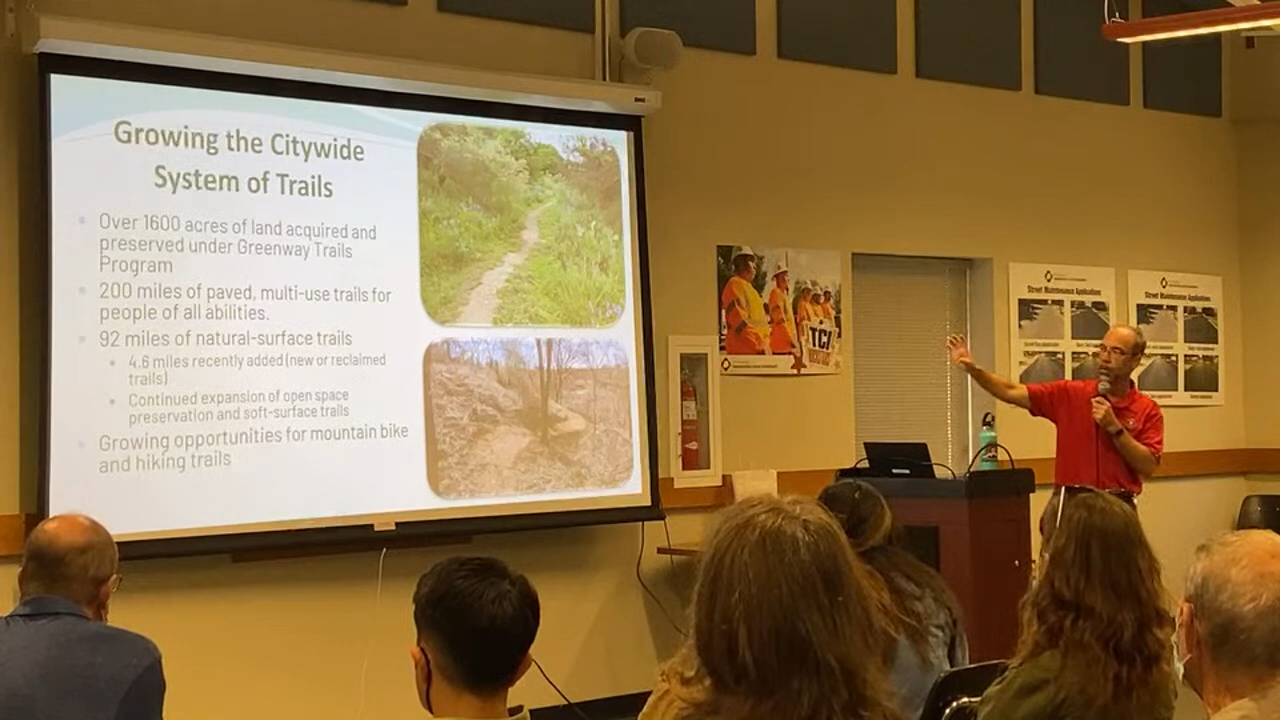 Growing the Citywide
System of Trails
Over 1600 acres of land acquired and
preserved under Greenway Trails
Program
200 miles of paved, multi-use trails for
people of all abilities.
92 miles of natural-surface trails
4.6 miles recently added (new or reclaimed
trails)
Continued expansion of open space
preservation and soft-surface trails
Growing opportunities for mountain bike
and hiking trails
TCI
Street Maintenance Applications
Street Maintenance Applications